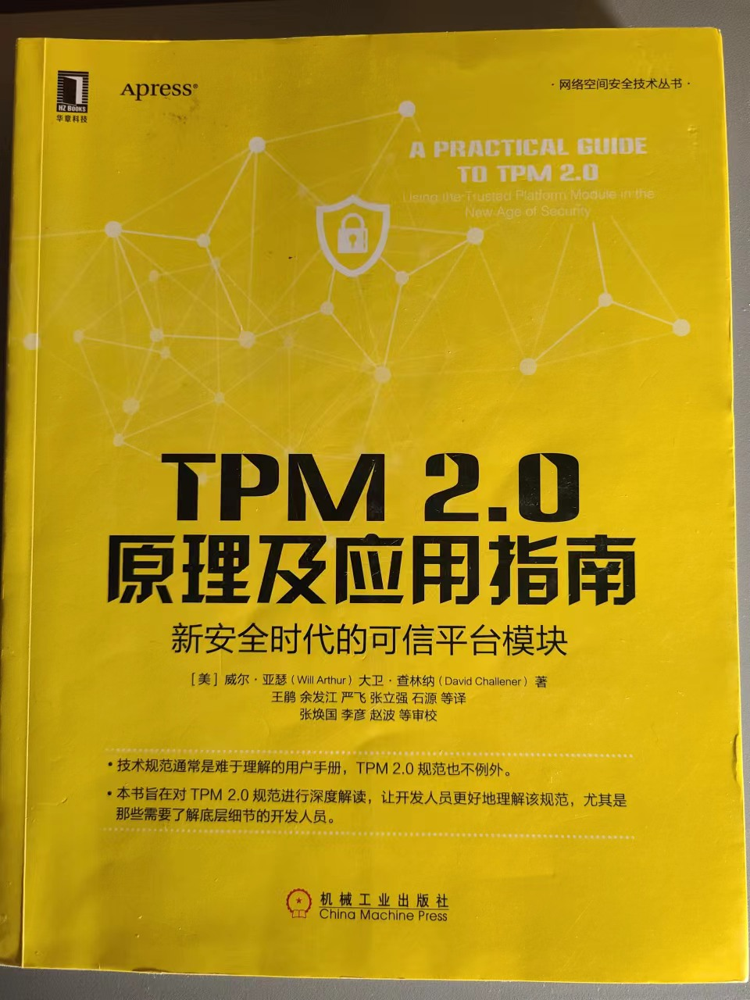 HZ BOOKS
华章科技
Apress®
·网络空间安全技术丛书·
A PRACTICAL GUIDE
TO TPM 2.0
Using the Trusted Platform Module in the
New Age of Security
TPM 2.0
原理及应用指南
新安全时代的可信平台模块
[美] 威尔·亚瑟（Will Arthur） 大卫·查林纳（David Challener） 著
王鹃 余发江 严飞 张立强 石源 等译
张焕国 李彦 赵波 等审校
• 技术规范通常是难于理解的用户手册，TPM 2.0 规范也不例外。
• 本书旨在对 TPM 2.0 规范进行深度解读，让开发人员更好地理解该规范，尤其是
那些需要了解底层细节的开发人员。
机械工业出版社
China Machine Press